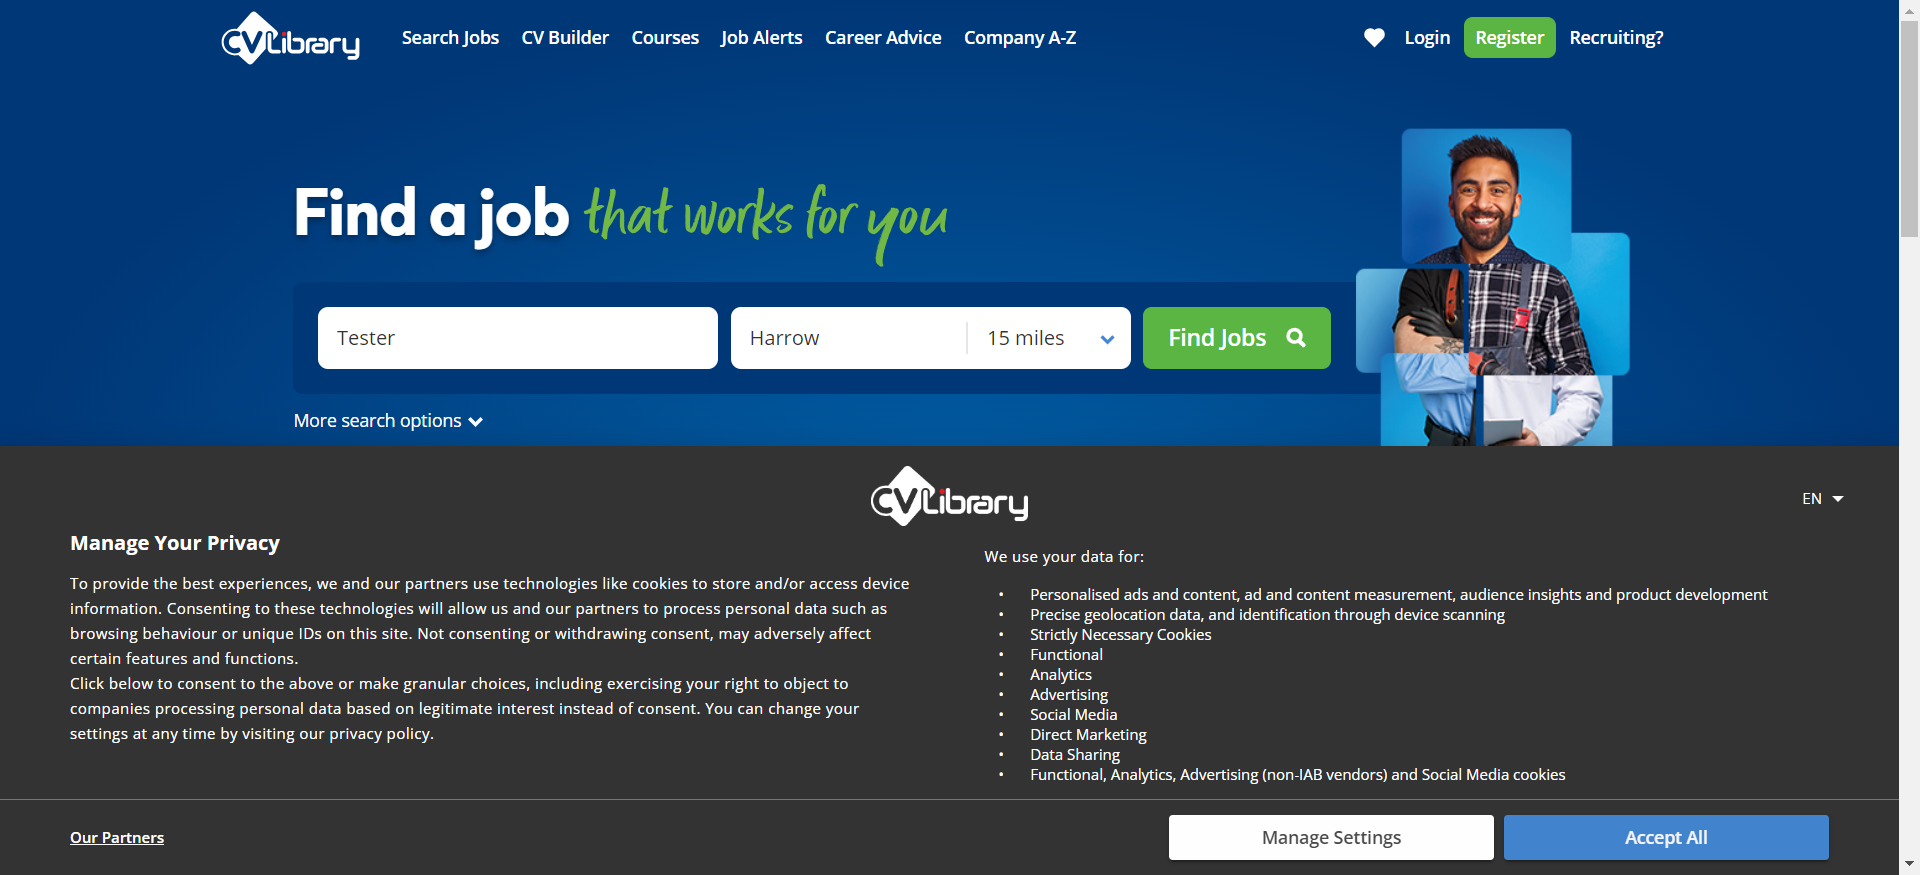 CVLibrary
Search Jobs CV Builder Courses Job Alerts Career Advice Company A-Z Login Register Recruiting?
Find a job that works for you
Tester Harrow 15 miles Find Jobs
More search options
CVLibrary
EN
Manage Your Privacy
To provide the best experiences, we and our partners use technologies like cookies to store and/or access device
information. Consenting to these technologies will allow us and our partners to process personal data such as
browsing behaviour or unique IDs on this site. Not consenting or withdrawing consent, may adversely affect
certain features and functions.
Click below to consent to the above or make granular choices, including exercising your right to object to
companies processing personal data based on legitimate interest instead of consent. You can change your
settings at any time by visiting our privacy policy.
We use your data for:
• Personalised ads and content, ad and content measurement, audience insights and product development
• Precise geolocation data, and identification through device scanning
• Strictly Necessary Cookies
• Functional
• Analytics
• Advertising
• Social Media
• Direct Marketing
• Data Sharing
• Functional, Analytics, Advertising (non-IAB vendors) and Social Media cookies
Our Partners
Manage Settings
Accept All